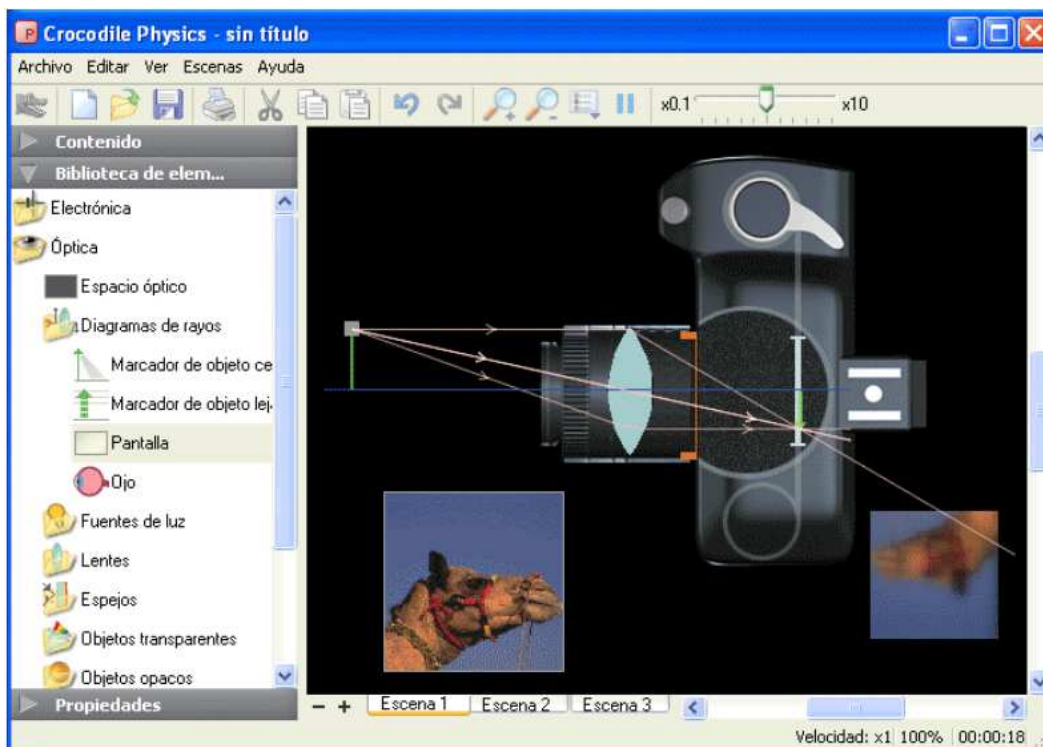 Crocodile Physics - sin título
Archivo Editar Ver Escenas Ayuda
x0.1 x10
Contenido
Biblioteca de elem...
Electrónica
Óptica
Espacio óptico
Diagramas de rayos
Marcador de objeto ce
Marcador de objeto lej
Pantalla
Ojo
Fuentes de luz
Lentes
Espejos
Objetos transparentes
Objetos opacos
Propiedades
Escena 1 Escena 2 Escena 3
Velocidad: x1 100% 00:00:18